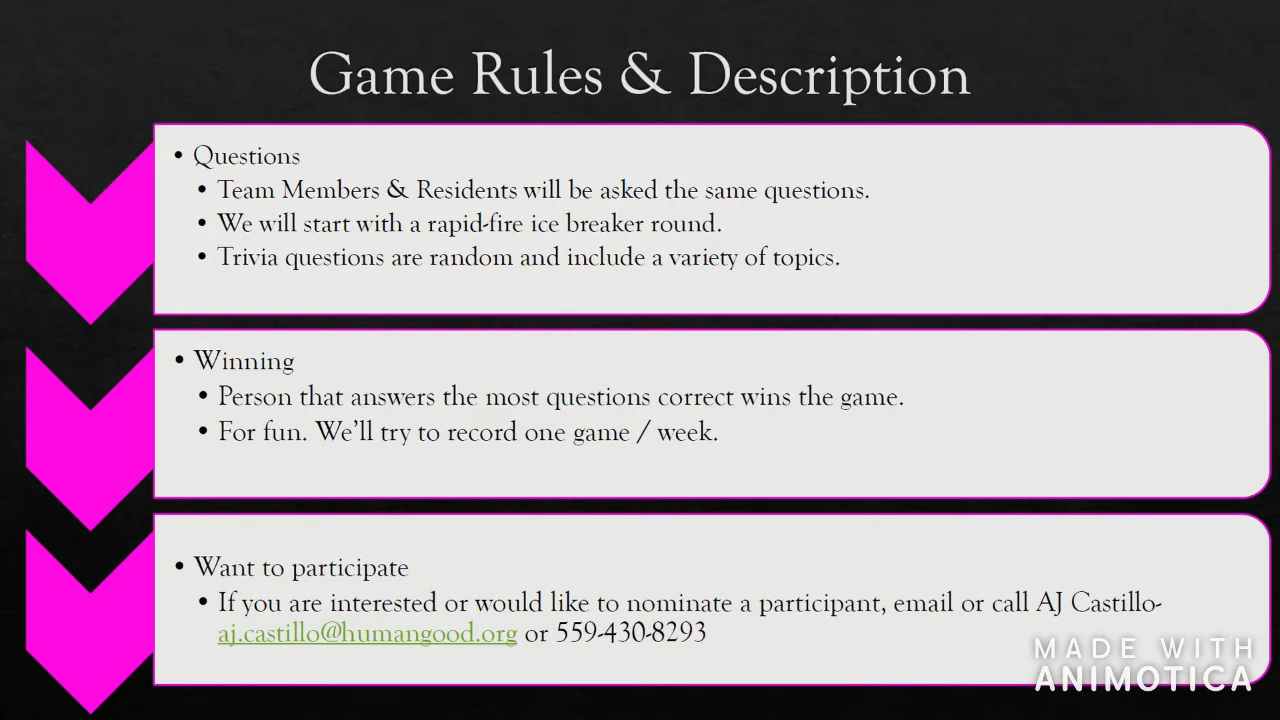 Game Rules & Description
• Questions
• Team Members & Residents will be asked the same questions.
• We will start with a rapid-fire ice breaker round.
• Trivia questions are random and include a variety of topics.
• Winning
• Person that answers the most questions correct wins the game.
• For fun. We'll try to record one game / week.
• Want to participate
• If you are interested or would like to nominate a participant, email or call AJ Castillo-
aj.castillo@humangood.org or 559-430-8293
MADE WITH
ANIMOTICA